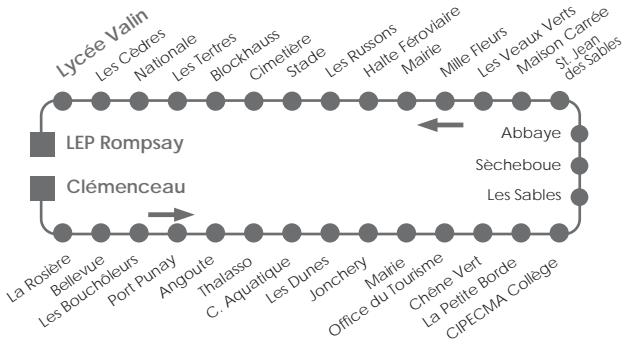 Lycée Valin
Les Cèdres
Nationale
Les Tertres
Blockhauss
Cimetière
Stade
Les Russons
Halte Féroviaire
Mairie
Mille Fleurs
Les Veaux Verts
Maison Carrée
St. Jean
des Sables
LEP Rompsay
Abbaye
Sècheboue
Clémenceau
Les Sables
La Rosière
Bellevue
Les Bouchôleurs
Port Punay
Angoute
Thalasso
C. Aquatique
Les Dunes
Jonchery
Mairie
Office du Tourisme
Chêne Vert
La Petite Borde
CIPECMA Collège